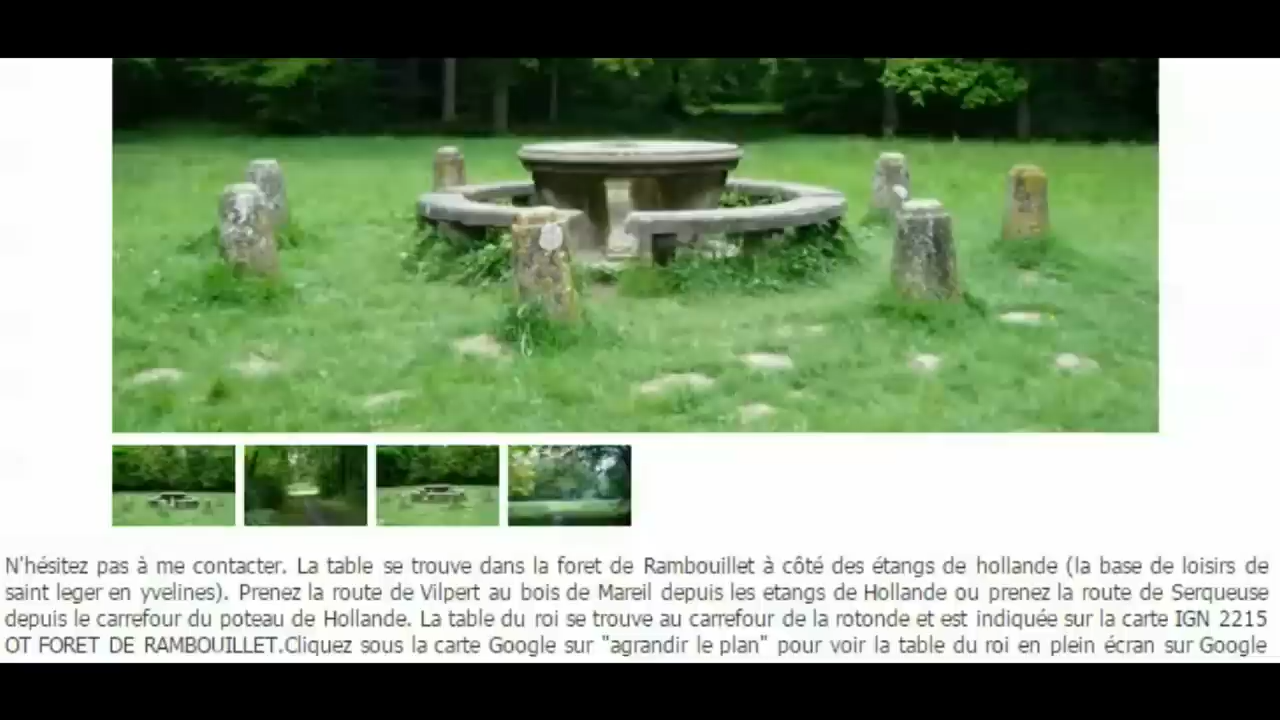 N'hésitez pas à me contacter. La table se trouve dans la foret de Rambouillet à côté des étangs de hollande (la base de loisirs de
saint leger en yvelines). Prenez la route de Vilpert au bois de Mareil depuis les etangs de Hollande ou prenez la route de Serqueuse
depuis le carrefour du poteau de Hollande. La table du roi se trouve au carrefour de la rotonde et est indiquée sur la carte IGN 2215
OT FORET DE RAMBOUILLET.Cliquez sous la carte Google sur "agrandir le plan" pour voir la table du roi en plein écran sur Google